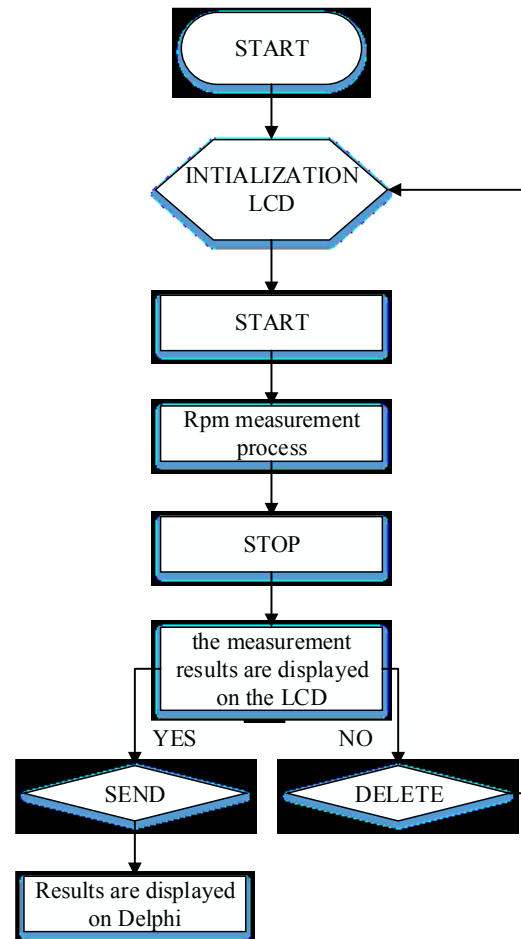 START
INTIALIZATION
LCD
START
Rpm measurement
process
STOP
the measurement
results are displayed
on the LCD
YES
NO
SEND
DELETE
Results are displayed
on Delphi